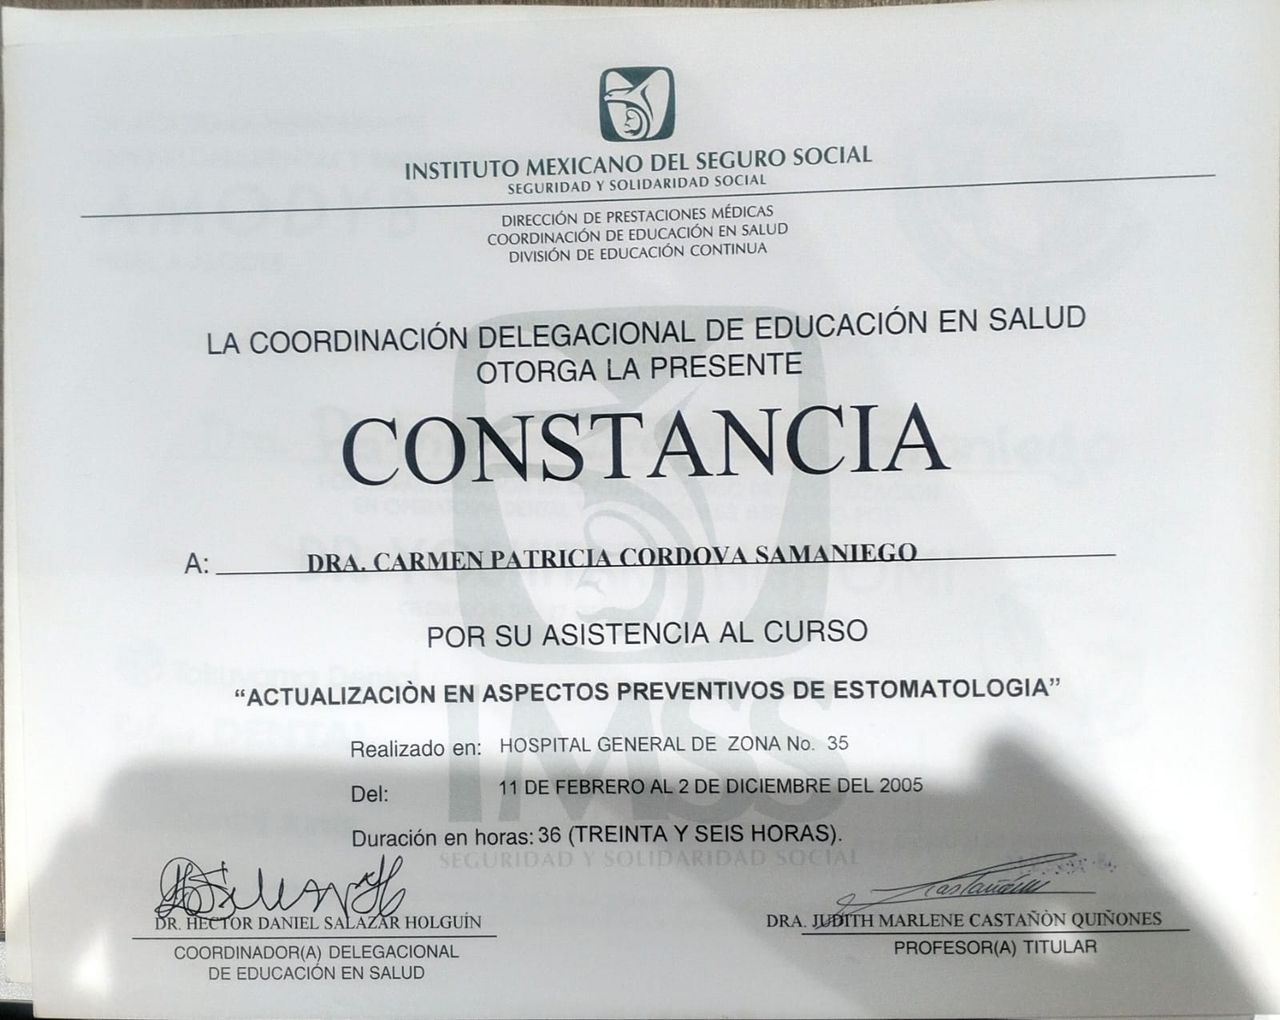 INSTITUTO MEXICANO DEL SEGURO SOCIAL
SEGURIDAD Y SOLIDARIDAD SOCIAL
DIRECCIÓN DE PRESTACIONES MÉDICAS
COORDINACIÓN DE EDUCACIÓN EN SALUD
DIVISIÓN DE EDUCACIÓN CONTINUA
LA COORDINACIÓN DELEGACIONAL DE EDUCACIÓN EN SALUD
OTORGA LA PRESENTE
CONSTANCIA
A: DRA. CARMEN PATRICIA CORDOVA SAMANIEGO
POR SU ASISTENCIA AL CURSO
“ACTUALIZACIÒN EN ASPECTOS PREVENTIVOS DE ESTOMATOLOGIA”
Realizado en: HOSPITAL GENERAL DE ZONA No. 35
Del: 11 DE FEBRERO AL 2 DE DICIEMBRE DEL 2005
Duración en horas: 36 (TREINTA Y SEIS HORAS).
IMSS
SEGURIDAD Y SOLIDARIDAD SOCIAL
DR. HECTOR DANIEL SALAZAR HOLGUÍN
COORDINADOR(A) DELEGACIONAL
DE EDUCACIÓN EN SALUD
DRA. JUDITH MARLENE CASTAÑÒN QUIÑONES
PROFESOR(A) TITULAR